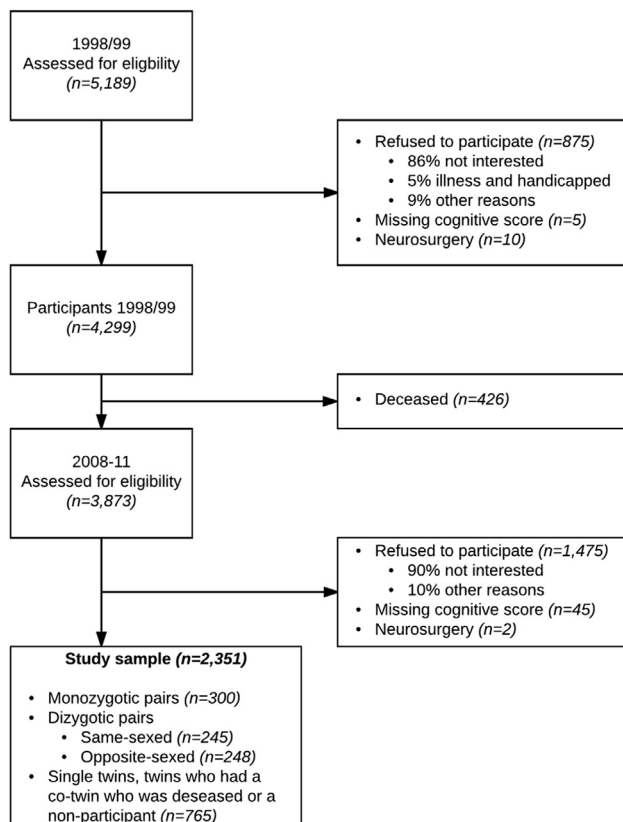 1998/99
Assessed for eligbility
(n=5,189)
• Refused to participate (n=875)
• 86% not interested
• 5% illness and handicapped
• 9% other reasons
• Missing cognitive score (n=5)
• Neurosurgery (n=10)
Participants 1998/99
(n=4,299)
• Deceased (n=426)
2008-11
Assessed for eligibility
(n=3,873)
• Refused to participate (n=1,475)
• 90% not interested
• 10% other reasons
• Missing cognitive score (n=45)
• Neurosurgery (n=2)
Study sample (n=2,351)
• Monozygotic pairs (n=300)
• Dizygotic pairs
• Same-sexed (n=245)
• Opposite-sexed (n=248)
• Single twins, twins who had a
co-twin who was deseased or a
non-participant (n=765)